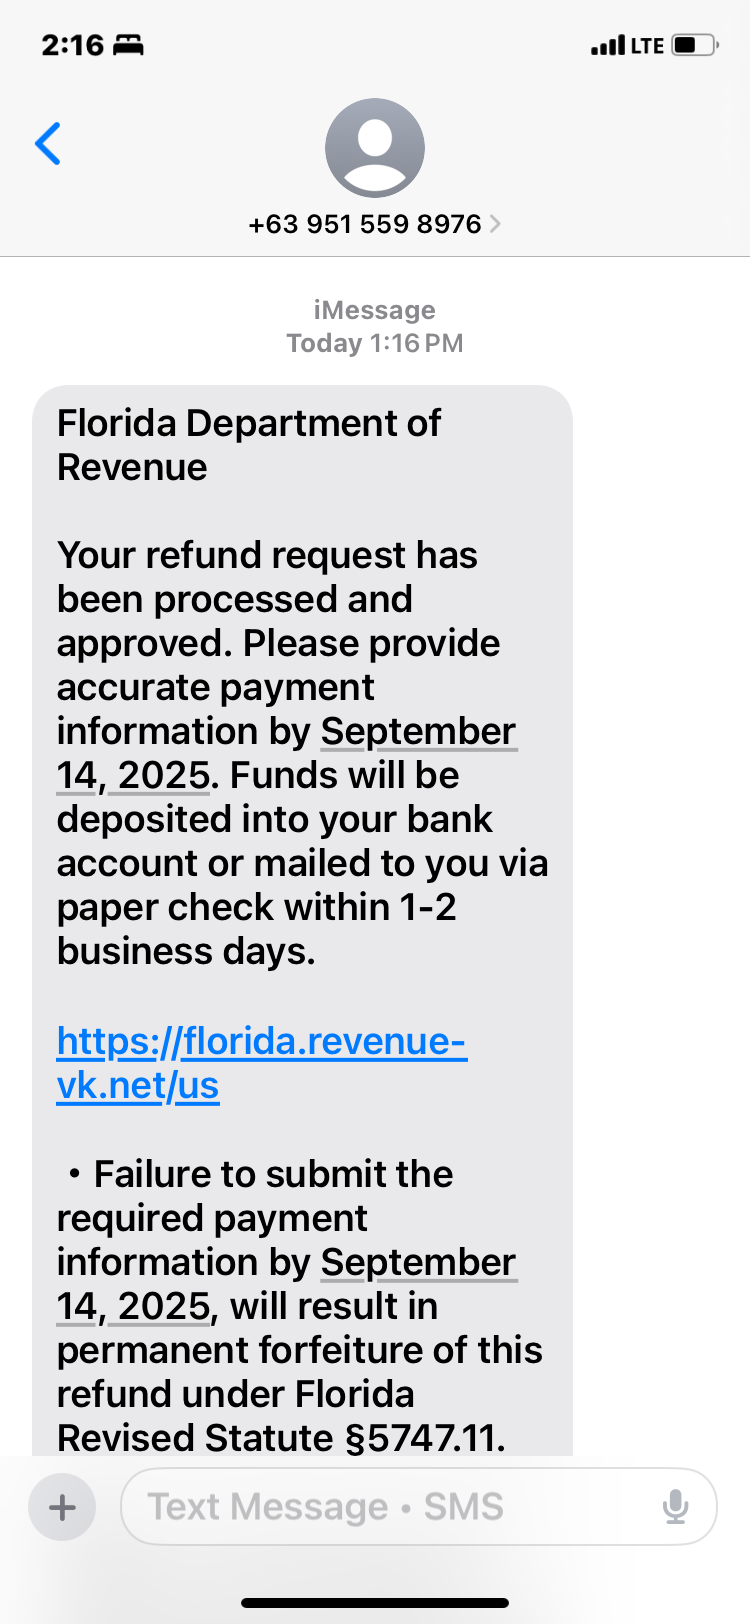 2:16
LTE
+63 951 559 8976
iMessage
Today 1:16 PM
Florida Department of
Revenue
Your refund request has
been processed and
approved. Please provide
accurate payment
information by September
14, 2025. Funds will be
deposited into your bank
account or mailed to you via
paper check within 1-2
business days.
https://florida.revenue-
vk.net/us
• Failure to submit the
required payment
information by September
14, 2025, will result in
permanent forfeiture of this
refund under Florida
Revised Statute §5747.11.
Text Message • SMS